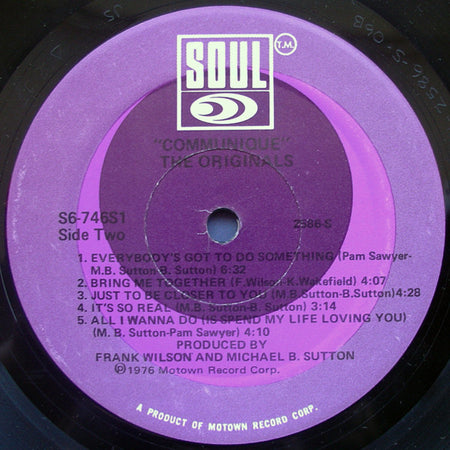 SOUL
T.M.
"COMMUNIQUE"
THE ORIGINALS
S6-746S1
Side Two
2586-S
1. EVERYBODY'S GOT TO DO SOMETHING (Pam Sawyer-
M.B. Sutton-B. Sutton) 6:32
2. BRING ME TOGETHER (F. Wilson-K. Wakefield) 4:07
3. JUST TO BE CLOSER TO YOU (M.B. Sutton-B.Sutton) 4:28
4. IT'S SO REAL (M.B. Sutton-B. Sutton) 3:14
5. ALL I WANNA DO (IS SPEND MY LIFE LOVING YOU)
(M.B. Sutton-Pam Sawyer) 4:10
PRODUCED BY
FRANK WILSON AND MICHAEL B. SUTTON
Ⓟ1976 Motown Record Corp.
A PRODUCT OF MOTOWN RECORD CORP.
2586-S-06B